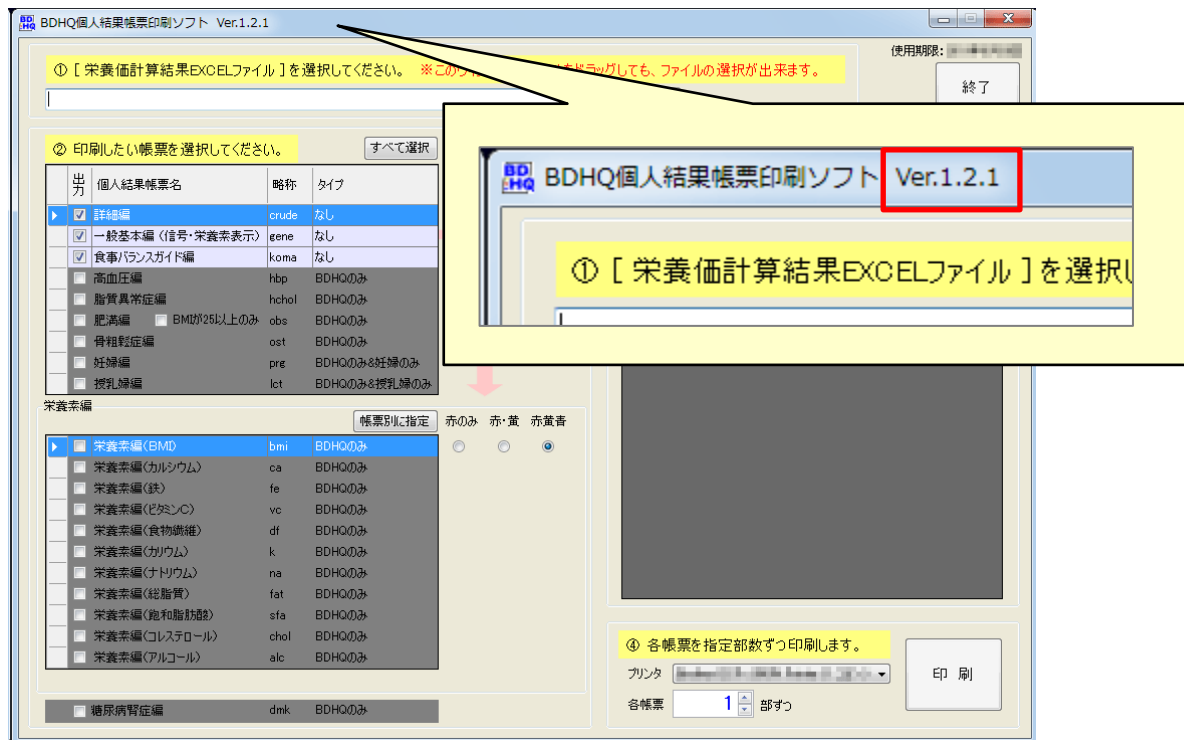 BDHQ個人結果帳票印刷ソフト Ver.1.2.1
使用期限:
① [ 栄養価計算結果EXCELファイル ] を選択してください。 ※このウィ をドラッグしても、ファイルの選択が出来ます。
終了
② 印刷したい帳票を選択してください。 すべて選択
出力 個人結果帳票名 略称 タイプ
詳細編 crude なし
一般基本編（信号・栄養素表示） gene なし
食事バランスガイド編 koma なし
高血圧編 hbp BDHQのみ
脂質異常症編 hchol BDHQのみ
肥満編 BMIが25以上のみ obs BDHQのみ
骨粗鬆症編 ost BDHQのみ
妊婦編 prg BDHQのみ&妊婦のみ
授乳婦編 lct BDHQのみ&授乳婦のみ
BDHQ個人結果帳票印刷ソフト Ver.1.2.1
① [ 栄養価計算結果EXCELファイル ] を選択し
栄養素編
帳票別に指定 赤のみ 赤・黄 赤黄青
栄養素編(BMI) bmi BDHQのみ
栄養素編(カルシウム) ca BDHQのみ
栄養素編(鉄) fe BDHQのみ
栄養素編(ビタミンC) vc BDHQのみ
栄養素編(食物繊維) df BDHQのみ
栄養素編(カリウム) k BDHQのみ
栄養素編(ナトリウム) na BDHQのみ
栄養素編(総脂質) fat BDHQのみ
栄養素編(飽和脂肪酸) sfa BDHQのみ
栄養素編(コレステロール) chol BDHQのみ
栄養素編(アルコール) alc BDHQのみ
糖尿病腎症編 dmk BDHQのみ
④ 各帳票を指定部数ずつ印刷します。
プリンタ
印 刷
各帳票 1 部ずつ